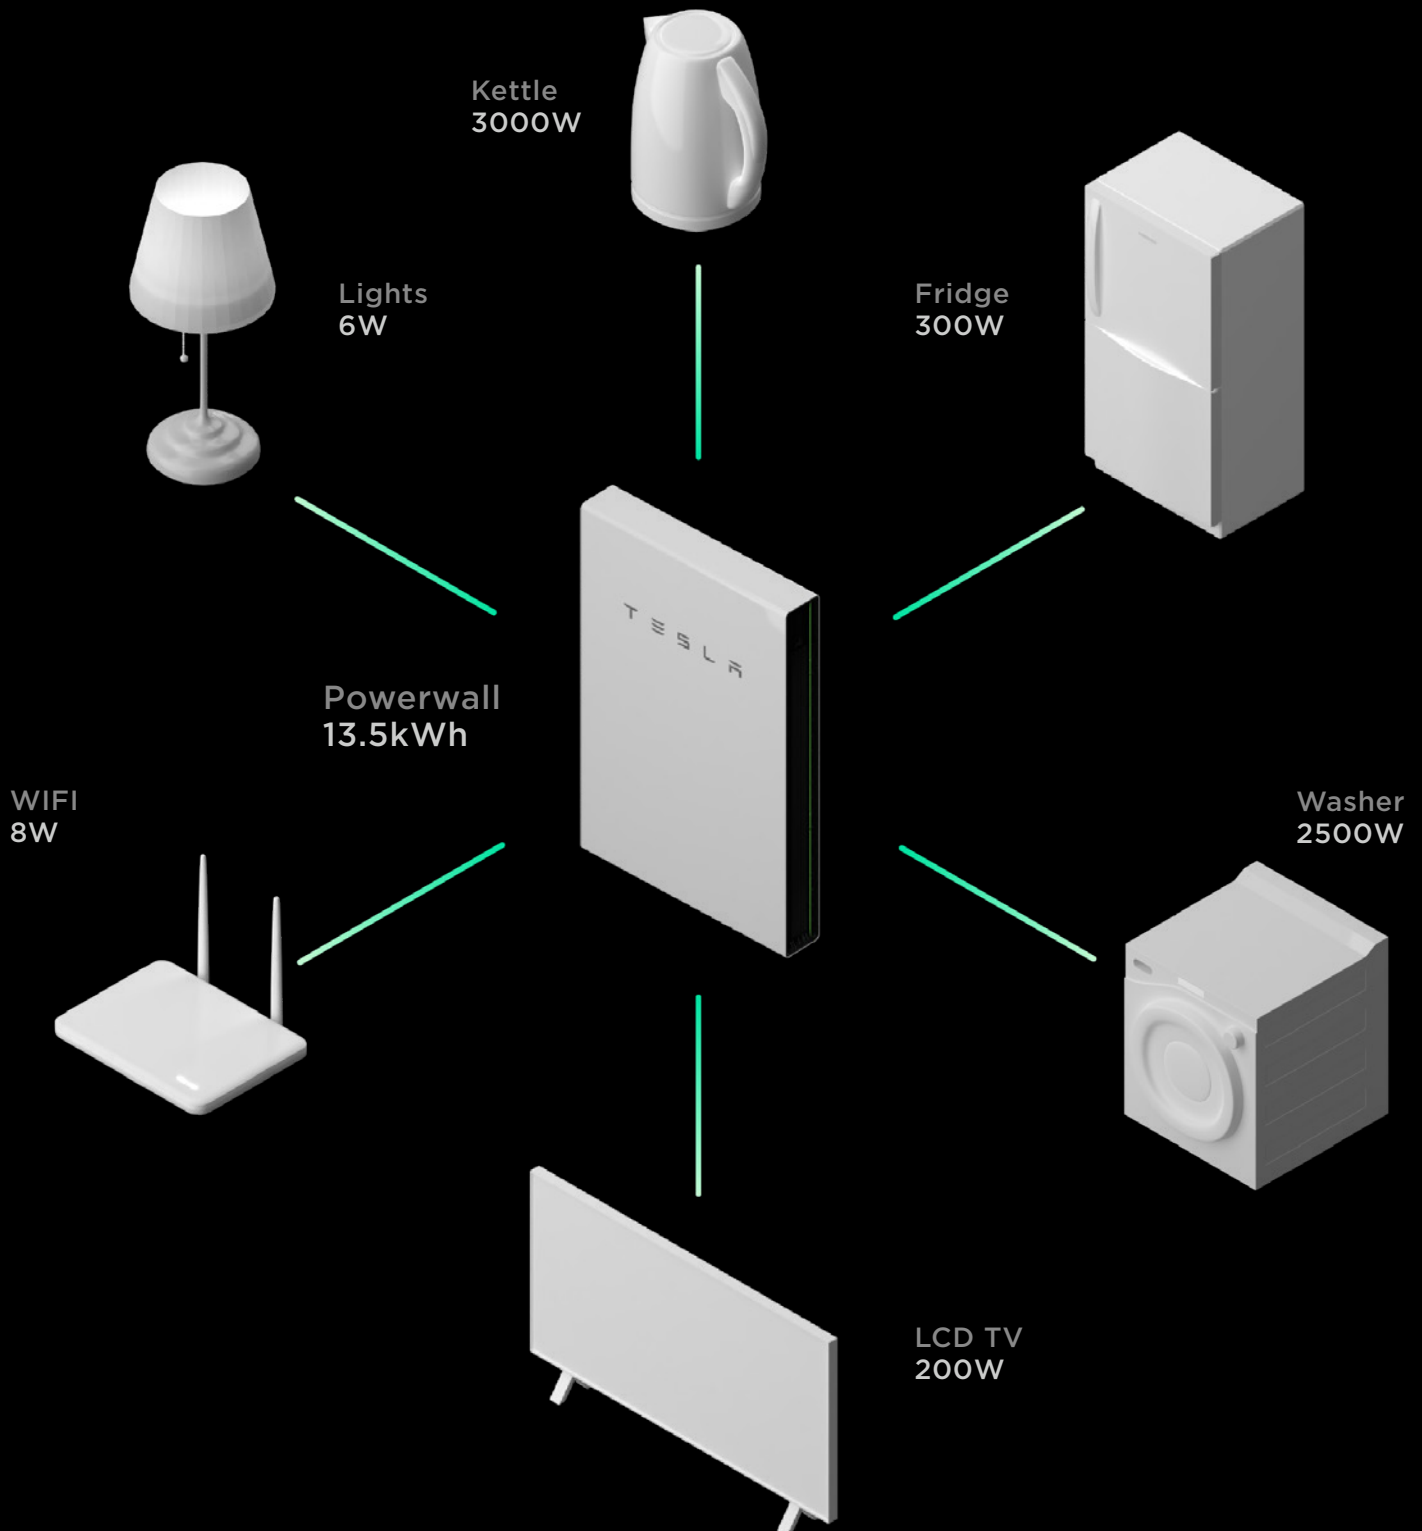 Kettle
3000W
Lights
6W
Fridge
300W
TESLA
Powerwall
13.5kWh
WIFI
8W
Washer
2500W
LCD TV
200W